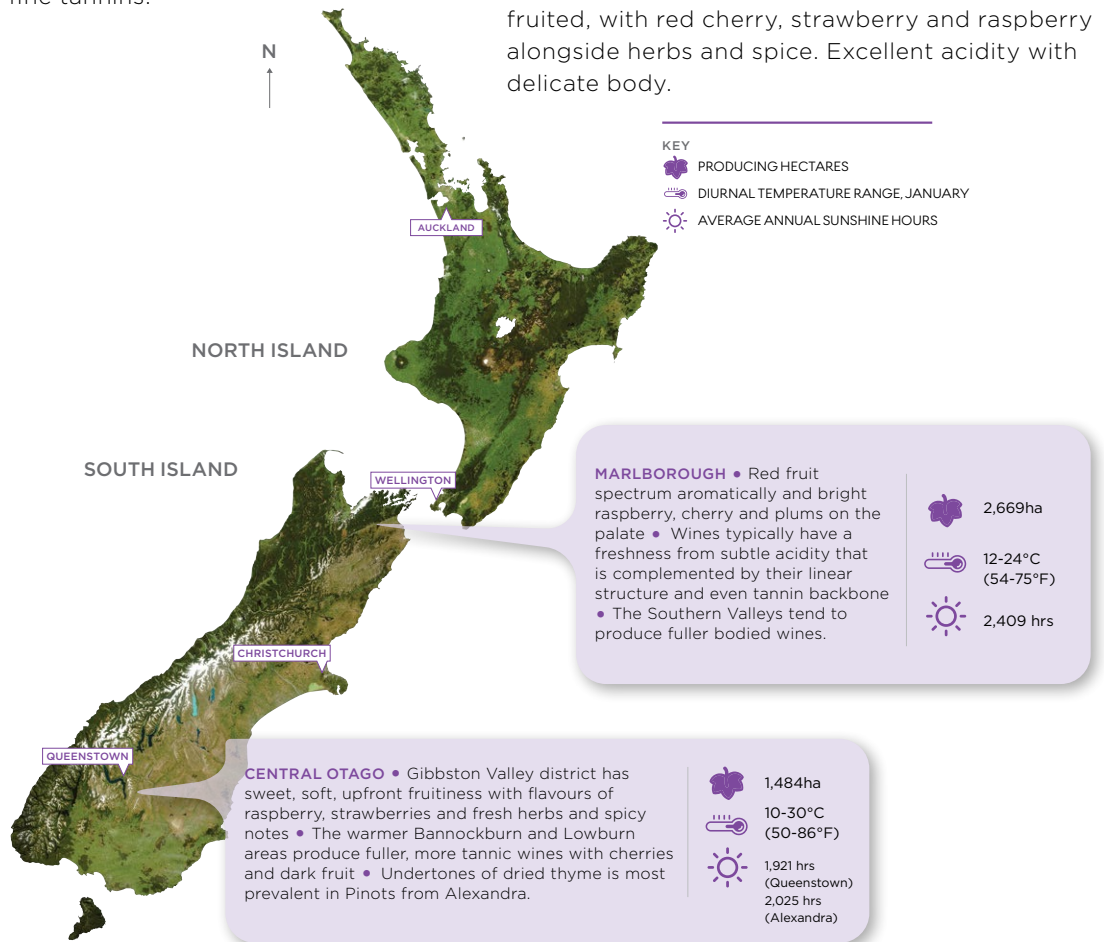 fruited, with red cherry, strawberry and raspberry
alongside herbs and spice. Excellent acidity with
delicate body.
N
KEY
PRODUCING HECTARES
DIURNAL TEMPERATURE RANGE, JANUARY
AVERAGE ANNUAL SUNSHINE HOURS
AUCKLAND
NORTH ISLAND
SOUTH ISLAND
WELLINGTON
MARLBOROUGH • Red fruit
spectrum aromatically and bright
raspberry, cherry and plums on the
palate • Wines typically have a
freshness from subtle acidity that
is complemented by their linear
structure and even tannin backbone
• The Southern Valleys tend to
produce fuller bodied wines.
2,669ha
12-24°C
(54-75°F)
2,409 hrs
CHRISTCHURCH
QUEENSTOWN
CENTRAL OTAGO • Gibbston Valley district has
sweet, soft, upfront fruitiness with flavours of
raspberry, strawberries and fresh herbs and spicy
notes • The warmer Bannockburn and Lowburn
areas produce fuller, more tannic wines with cherries
and dark fruit • Undertones of dried thyme is most
prevalent in Pinots from Alexandra.
1,484ha
10-30°C
(50-86°F)
1,921 hrs
(Queenstown)
2,025 hrs
(Alexandra)